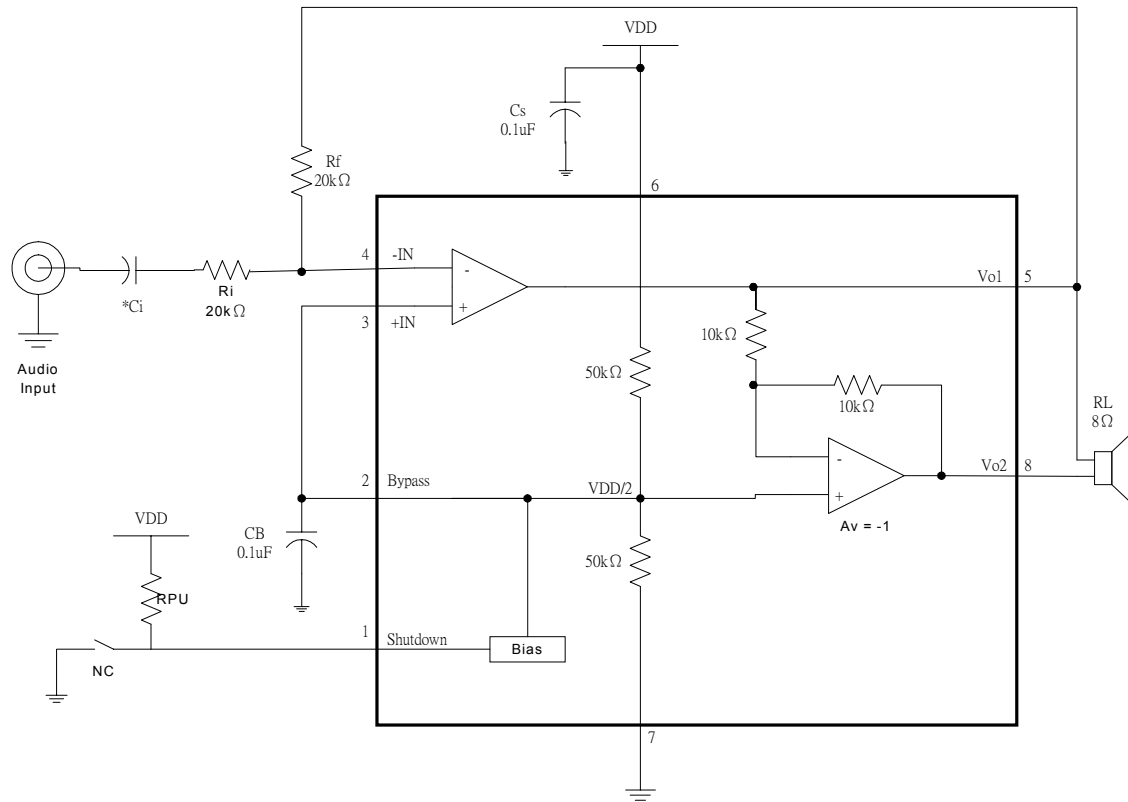 VDD
Cs
0.1uF
Rf
20kΩ
6
4
-IN
-
Vo1
5
*Ci
Ri
20kΩ
+
3
+IN
10kΩ
Audio
Input
50kΩ
10kΩ
RL
8Ω
-
2
Bypass
VDD/2
Vo2
8
+
VDD
CB
0.1uF
Av = -1
50kΩ
RPU
1
Shutdown
Bias
NC
7